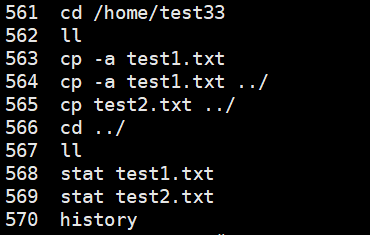 561 cd /home/test33
562 ll
563 cp -a test1.txt
564 cp -a test1.txt ../
565 cp test2.txt ../
566 cd ../
567 ll
568 stat test1.txt
569 stat test2.txt
570 history